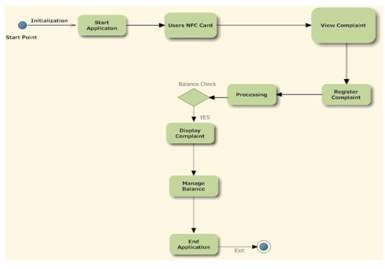 Initialization
Start Point
Start
Application
Users NFC Card
View Complaint
Register
Complaint
Processing
Balance Check
YES
Display
Complaint
Manage
Balance
End
Application
Exit